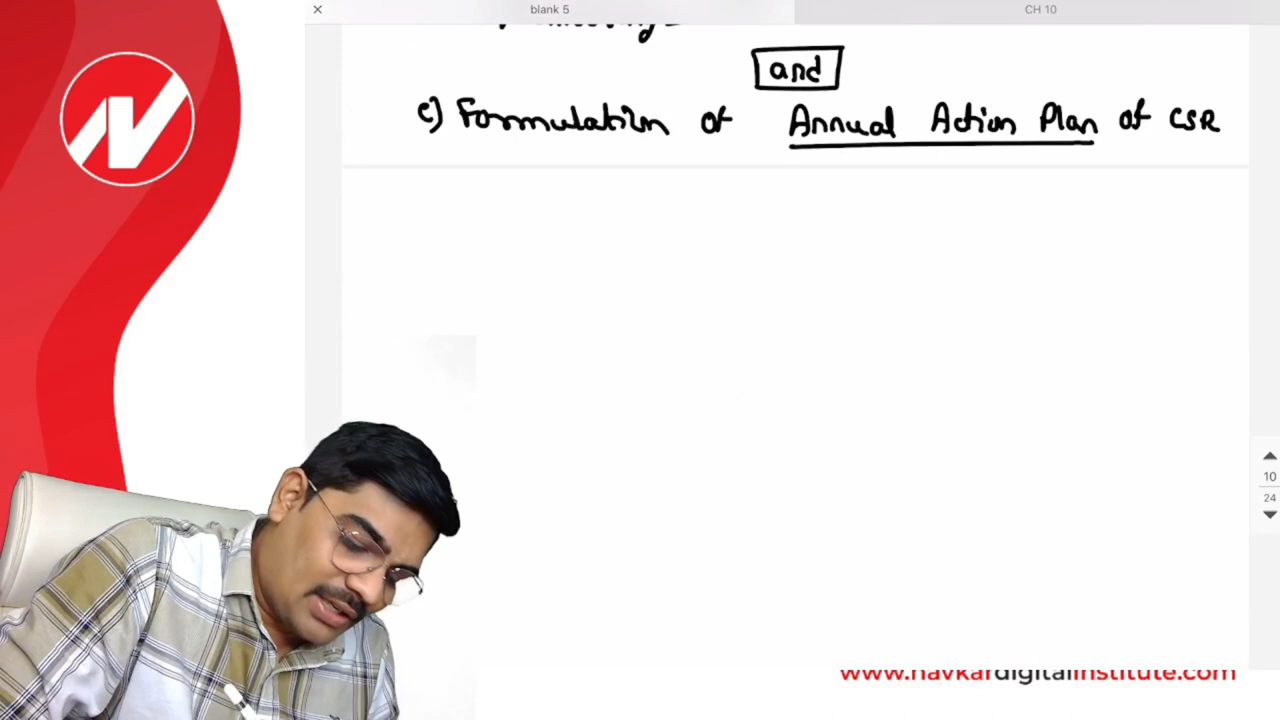 × blank 5 CH 10
and
c) Formulation of Annual Action Plan of CSR
10
24
www.navkardigitalinstitute.com